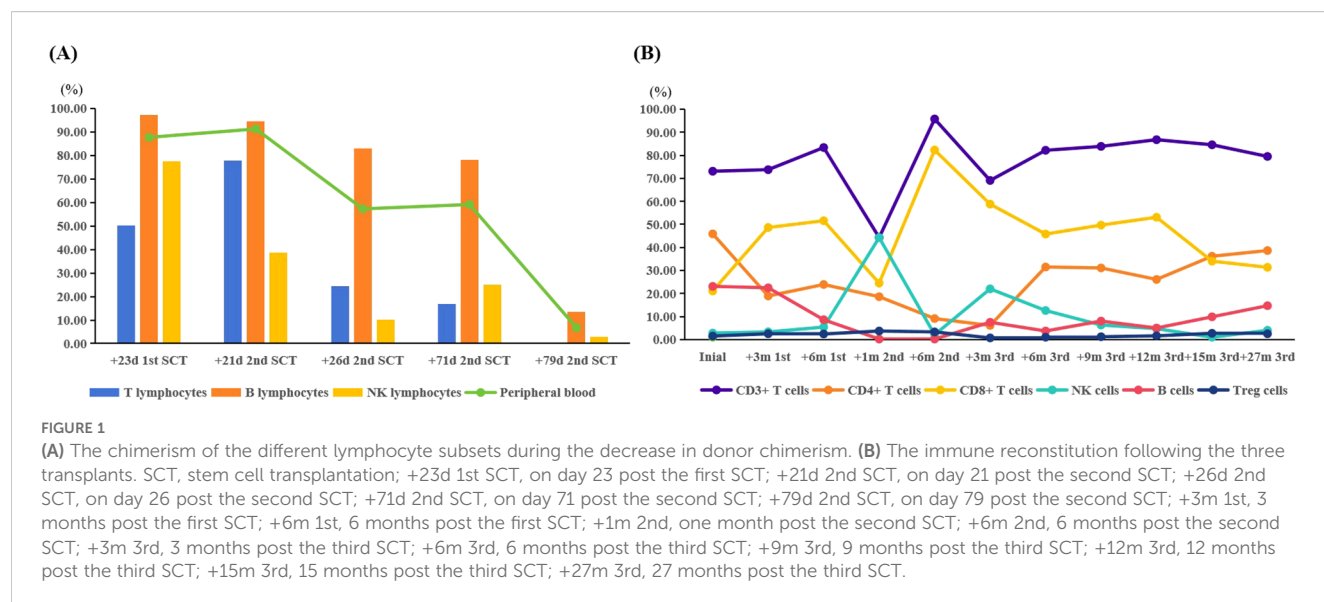 (A)
(%)
100.00
90.00
80.00
70.00
60.00
50.00
40.00
30.00
20.00
10.00
0.00
+23d 1st SCT +21d 2nd SCT +26d 2nd SCT +71d 2nd SCT +79d 2nd SCT
T lymphocytes B lymphocytes NK lymphocytes Peripheral blood
(B)
(%)
100.00
90.00
80.00
70.00
60.00
50.00
40.00
30.00
20.00
10.00
0.00
Inial +3m 1st +6m 1st +1m 2nd +6m 2nd +3m 3rd +6m 3rd +9m 3rd +12m 3rd +15m 3rd +27m 3rd
CD3+ T cells CD4+ T cells CD8+ T cells NK cells B cells Treg cells
FIGURE 1
(A) The chimerism of the different lymphocyte subsets during the decrease in donor chimerism. (B) The immune reconstitution following the three
transplants. SCT, stem cell transplantation; +23d 1st SCT, on day 23 post the first SCT; +21d 2nd SCT, on day 21 post the second SCT; +26d 2nd
SCT, on day 26 post the second SCT; +71d 2nd SCT, on day 71 post the second SCT; +79d 2nd SCT, on day 79 post the second SCT; +3m 1st, 3
months post the first SCT; +6m 1st, 6 months post the first SCT; +1m 2nd, one month post the second SCT; +6m 2nd, 6 months post the second
SCT; +3m 3rd, 3 months post the third SCT; +6m 3rd, 6 months post the third SCT; +9m 3rd, 9 months post the third SCT; +12m 3rd, 12 months
post the third SCT; +15m 3rd, 15 months post the third SCT; +27m 3rd, 27 months post the third SCT.